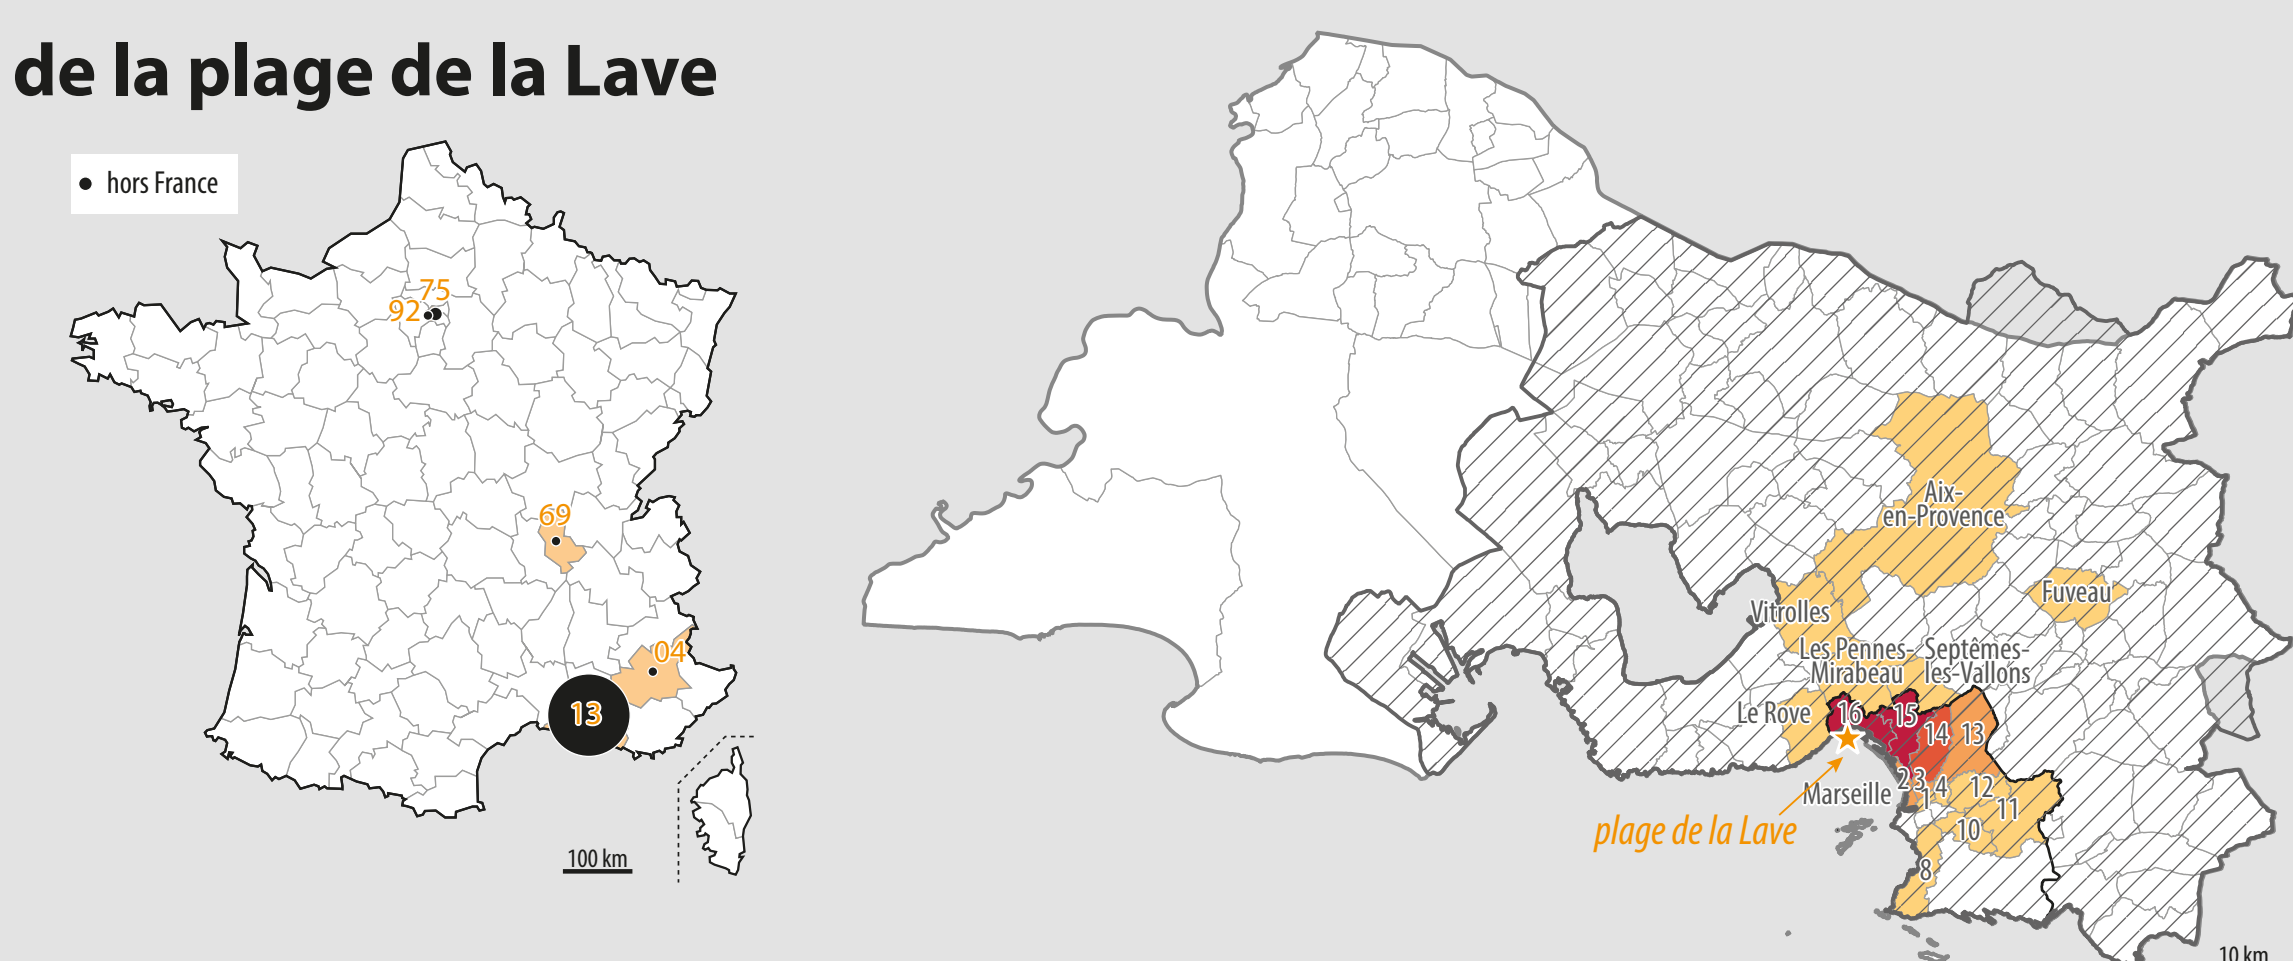 de la plage de la Lave
hors France
75
92
69
04
13
100 km
Aix-
en-Provence
Fuveau
Vitrolles
Les Pennes-
Mirabeau
Septèmes-
les-Vallons
Le Rove
16
15
14
13
2
3
1
4
12
11
10
8
Marseille
plage de la Lave
10 km